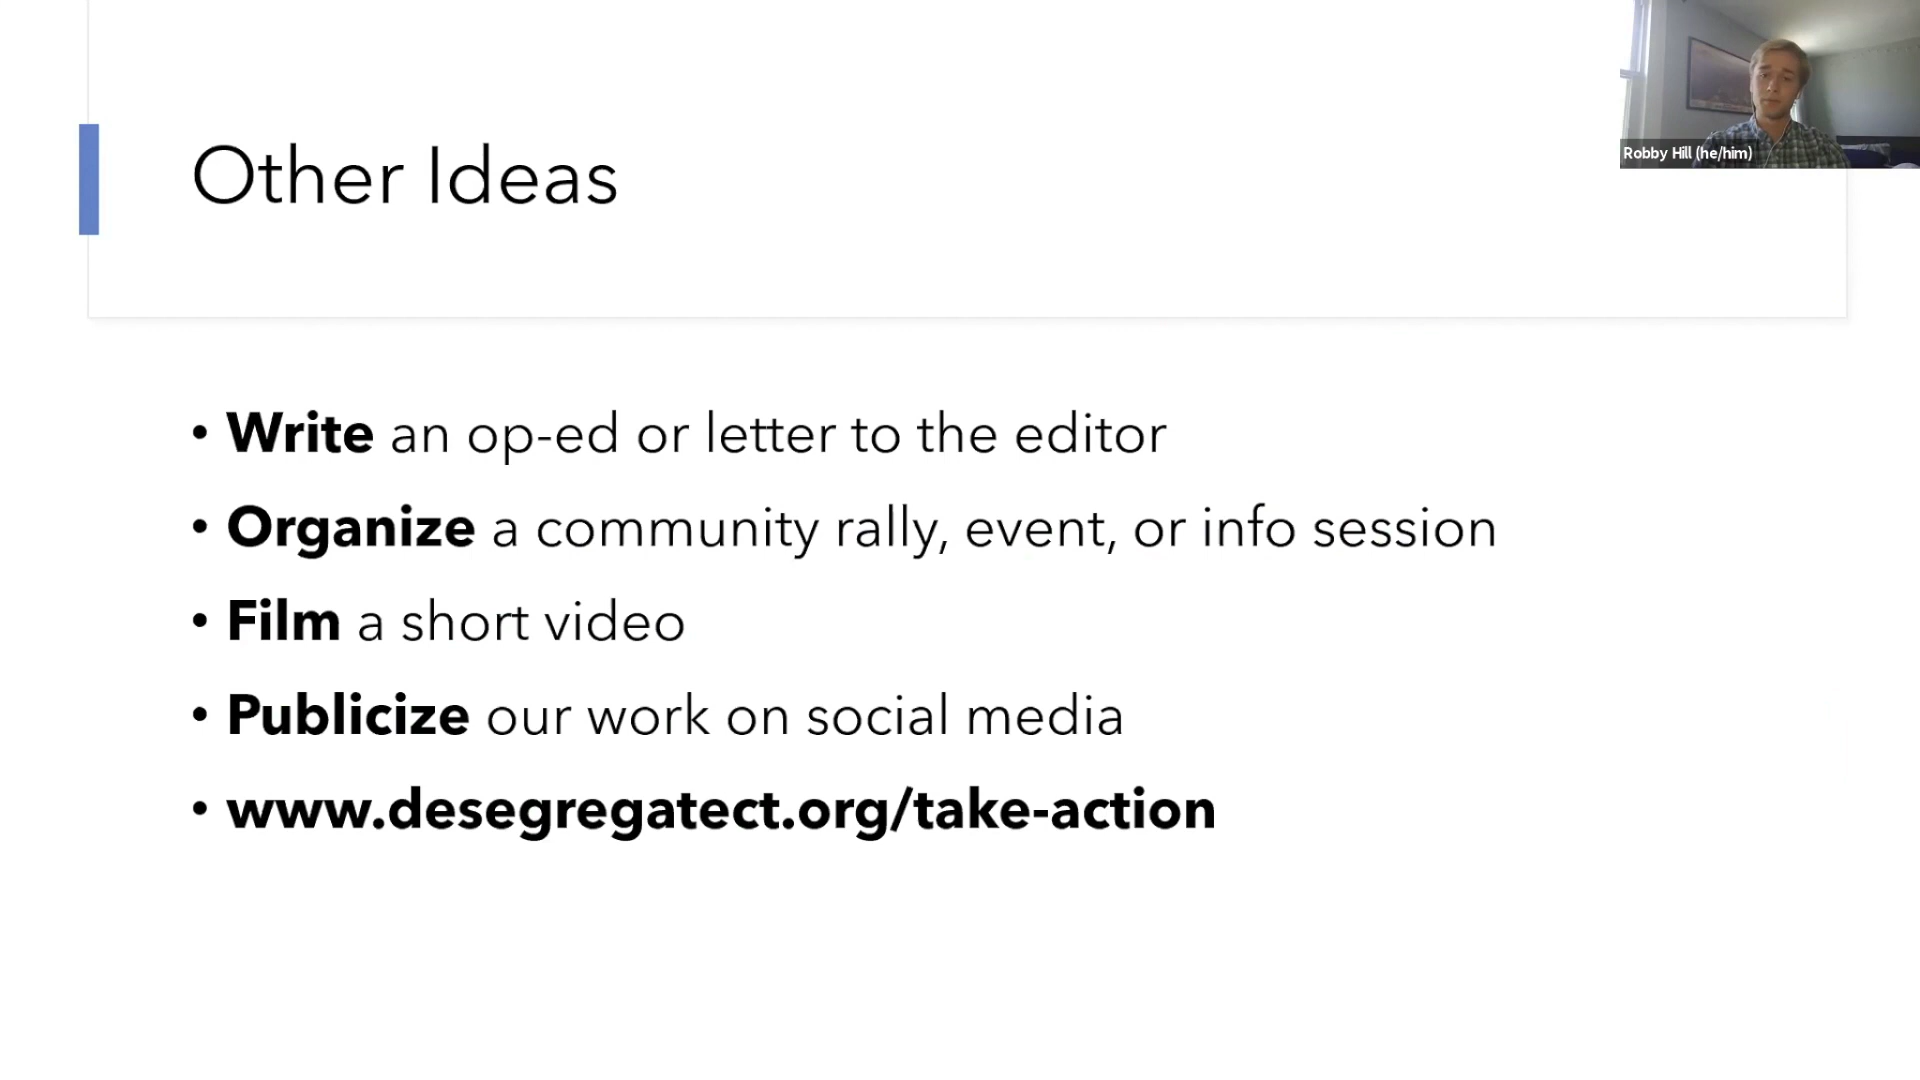 Robby Hill (he/him)
Other Ideas
• Write an op-ed or letter to the editor
• Organize a community rally, event, or info session
• Film a short video
• Publicize our work on social media
• www.desegregatect.org/take-action